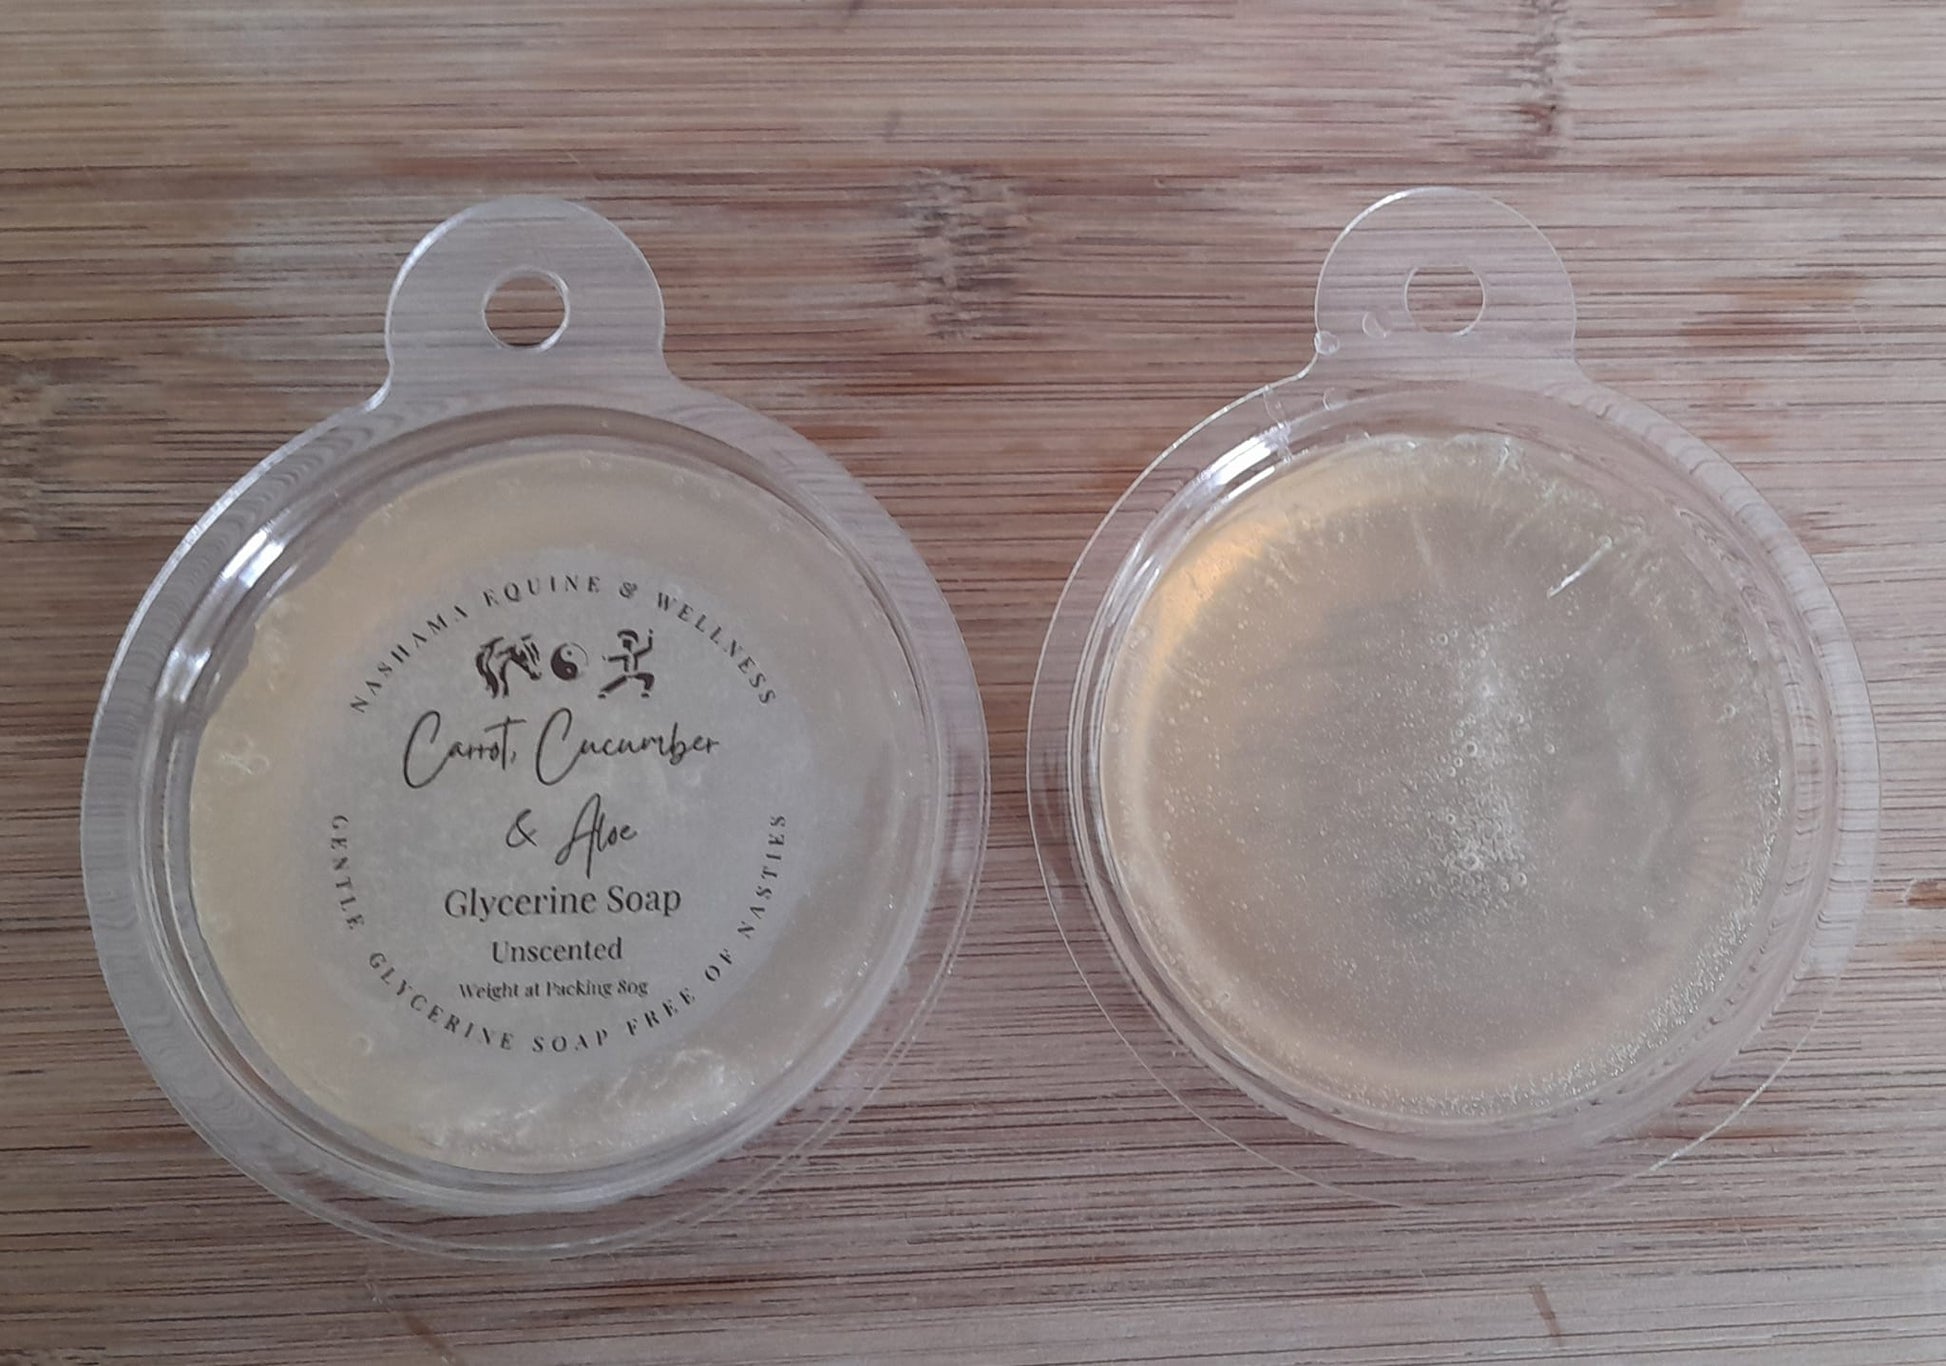 NASHAMA EQUINE & WELLNESS
Carrot, Cucumber
& Aloe
Glycerine Soap
Unscented
Weight at Packing 80g
GENTLE GLYCERINE SOAP FREE OF NASTIES